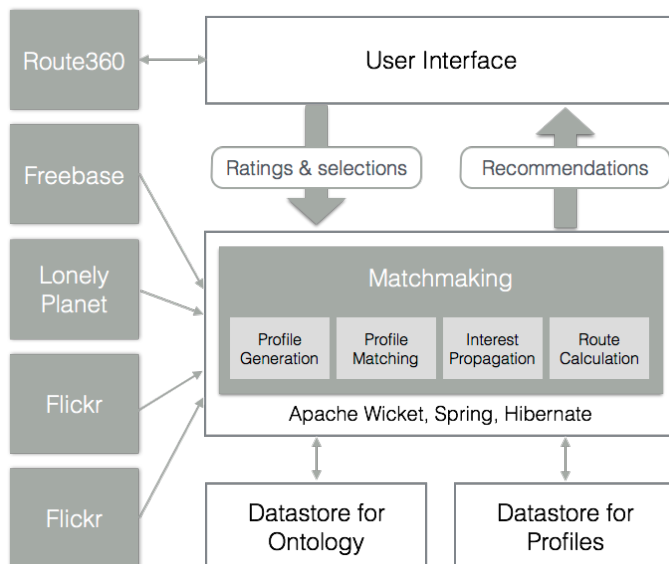 Route360
User Interface
Freebase
Ratings & selections
Recommendations
Lonely
Planet
Matchmaking
Profile
Generation
Profile
Matching
Interest
Propagation
Route
Calculation
Flickr
Apache Wicket, Spring, Hibernate
Flickr
Datastore for
Ontology
Datastore for
Profiles